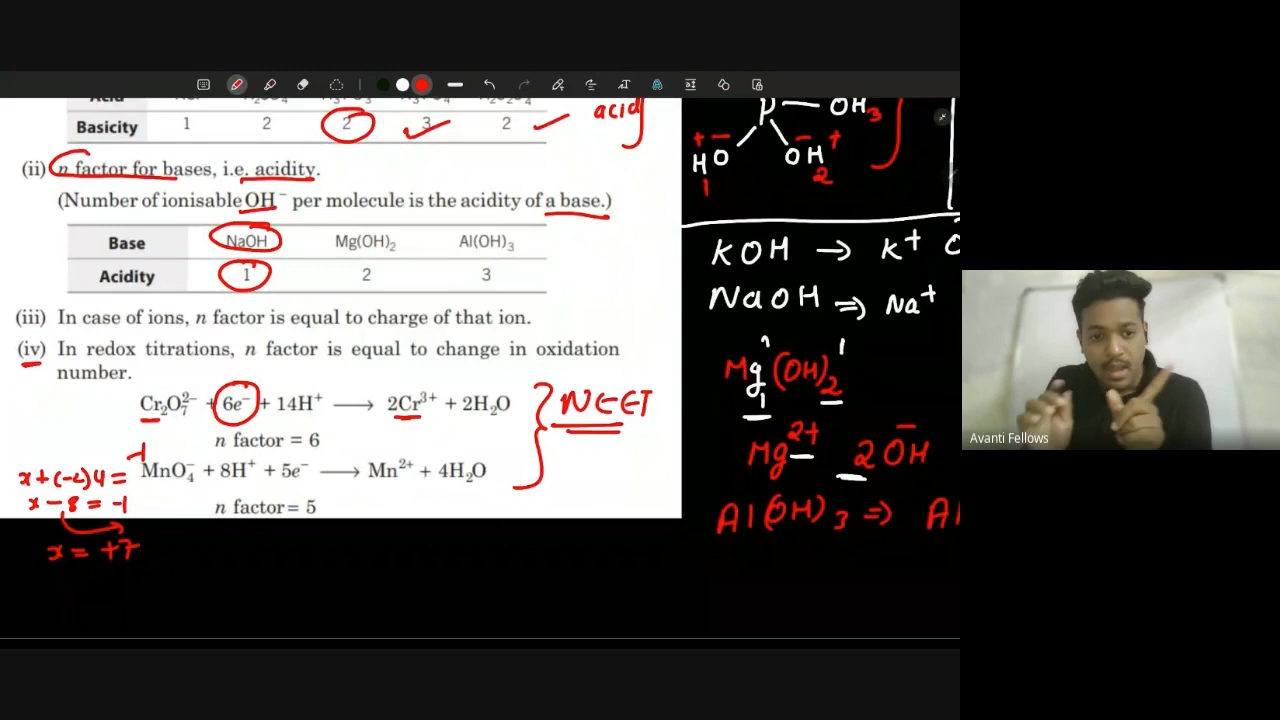 Basicity 1 2 2 3 2
acid
(ii) n factor for bases, i.e. acidity.
(Number of ionisable OH⁻ per molecule is the acidity of a base.)
Base NaOH Mg(OH)₂ Al(OH)₃
Acidity 1 2 3
(iii) In case of ions, n factor is equal to charge of that ion.
(iv) In redox titrations, n factor is equal to change in oxidation
number.
Cr₂O₇²⁻ + 6e⁻ + 14H⁺ ⟶ 2Cr³⁺ + 2H₂O
n factor = 6
MnO₄⁻ + 8H⁺ + 5e⁻ ⟶ Mn²⁺ + 4H₂O
n factor = 5
NEET
x + (-2)4 = -1
x - 8 = -1
x = +7
P — OH 3
+ − − +
HO OH
1 2
KOH → K⁺ O
NaOH ⇒ Na⁺
Mg(OH)₂
Mg²⁺ 2OH⁻
Al(OH)₃ ⇒ Al
Avanti Fellows